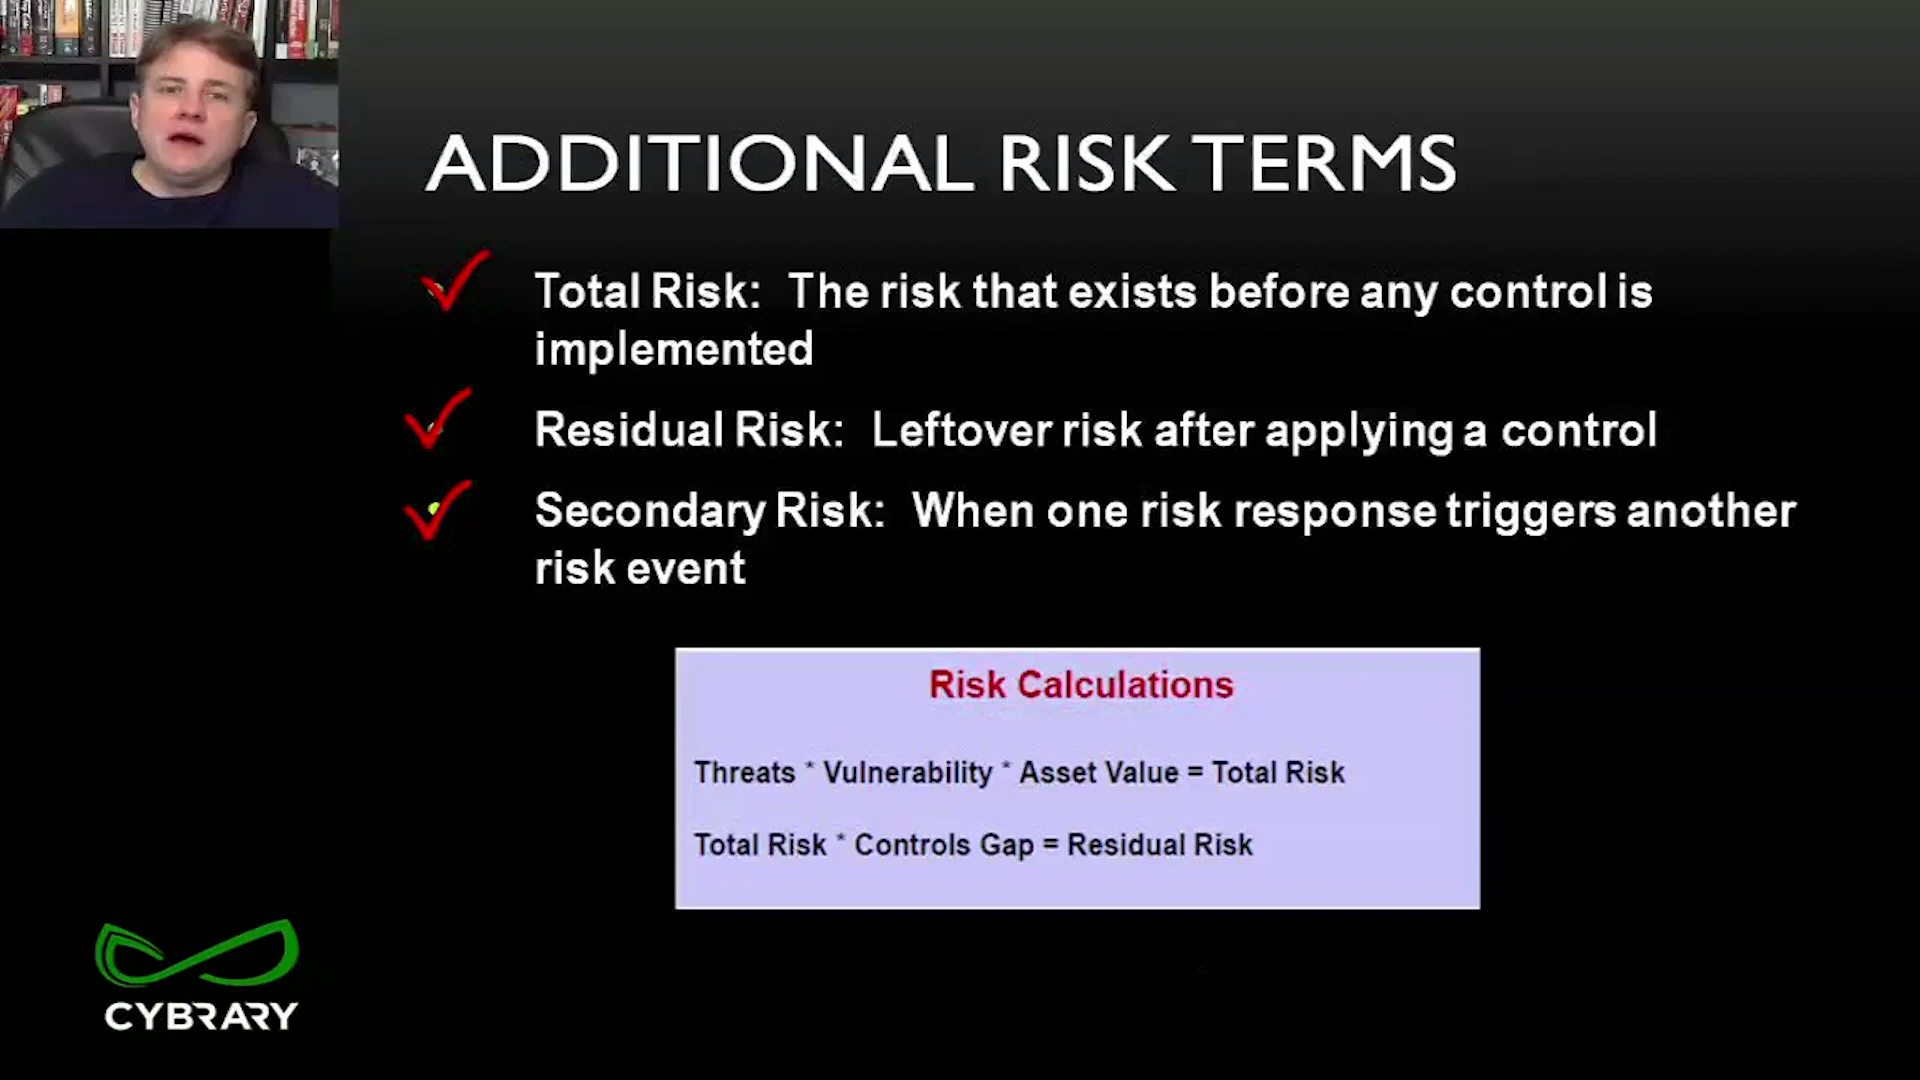 ADDITIONAL RISK TERMS
Total Risk: The risk that exists before any control is
implemented
Residual Risk: Leftover risk after applying a control
Secondary Risk: When one risk response triggers another
risk event
Risk Calculations
Threats * Vulnerability * Asset Value = Total Risk
Total Risk * Controls Gap = Residual Risk
CYBRARY